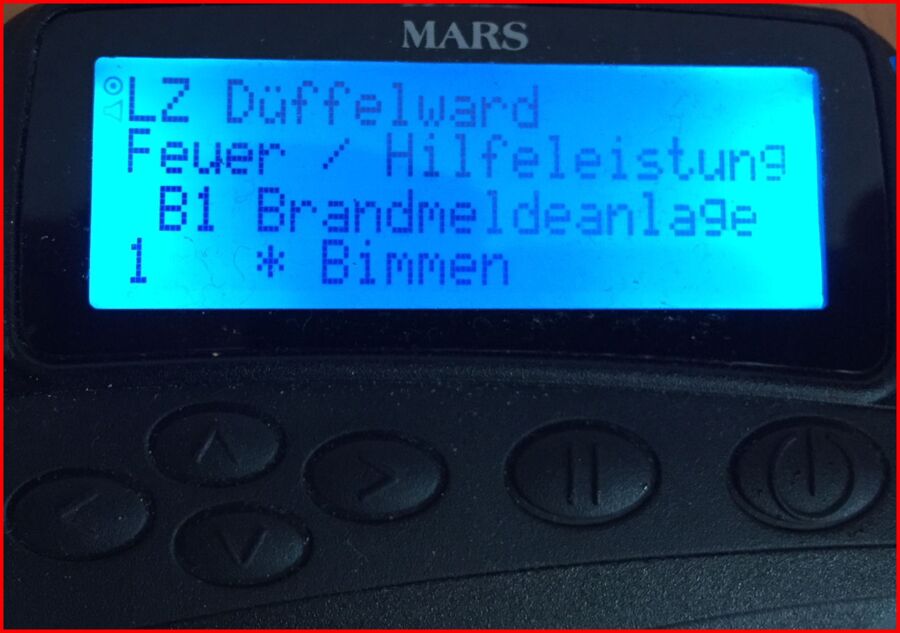 MARS
LZ Düffelward
Feuer / Hilfeleistung
B1 Brandmeldeanlage
1 * Bimmen